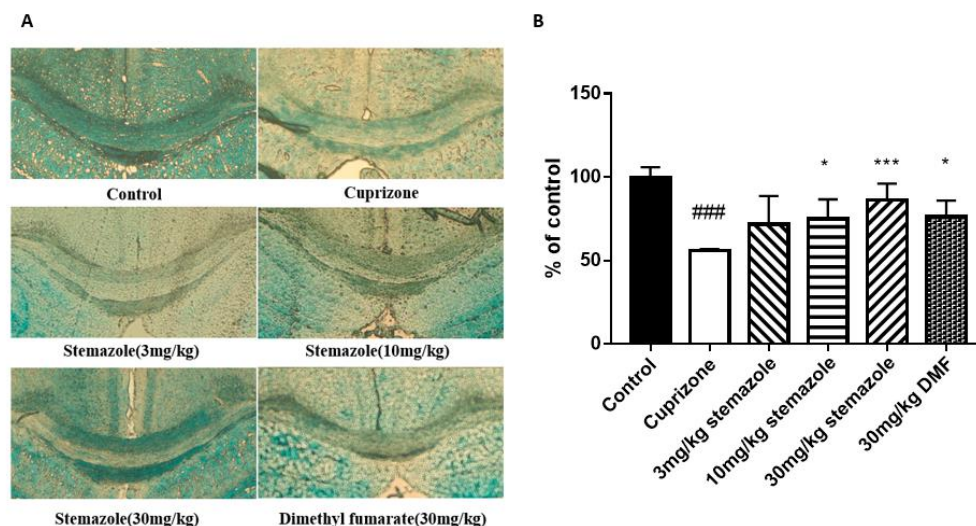 A
Control
Cuprizone
Stemazole(3mg/kg)
Stemazole(10mg/kg)
Stemazole(30mg/kg)
Dimethyl fumarate(30mg/kg)
B
% of control
150
100
50
0
###
*
***
*
Control
Cuprizone
3mg/kg stemazole
10mg/kg stemazole
30mg/kg stemazole
30mg/kg DMF